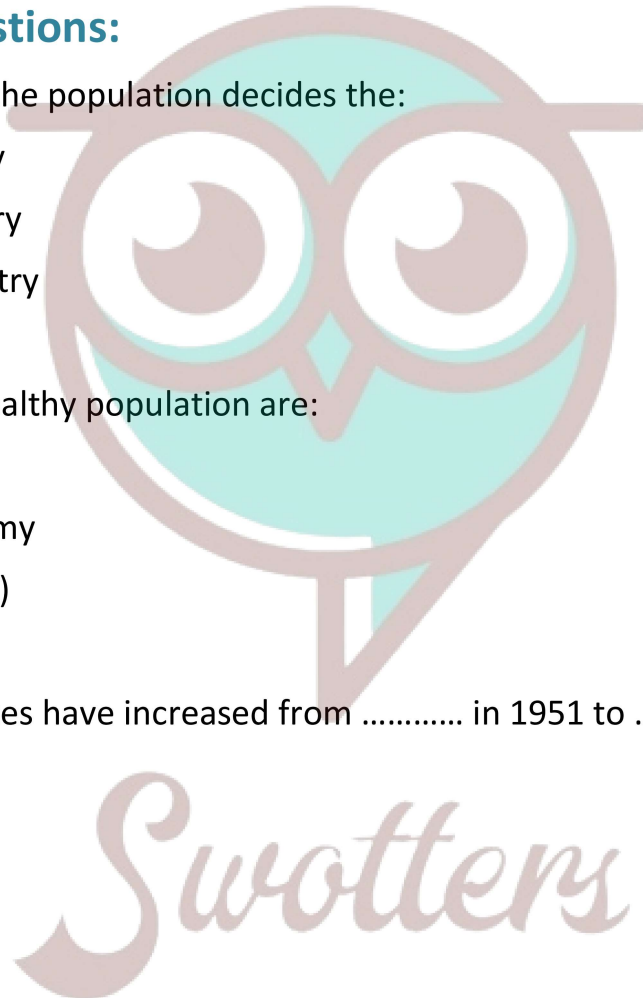 stions:
he population decides the:
y
ry
try
althy population are:
my
)
es have increased from ………… in 1951 to .
Swotters